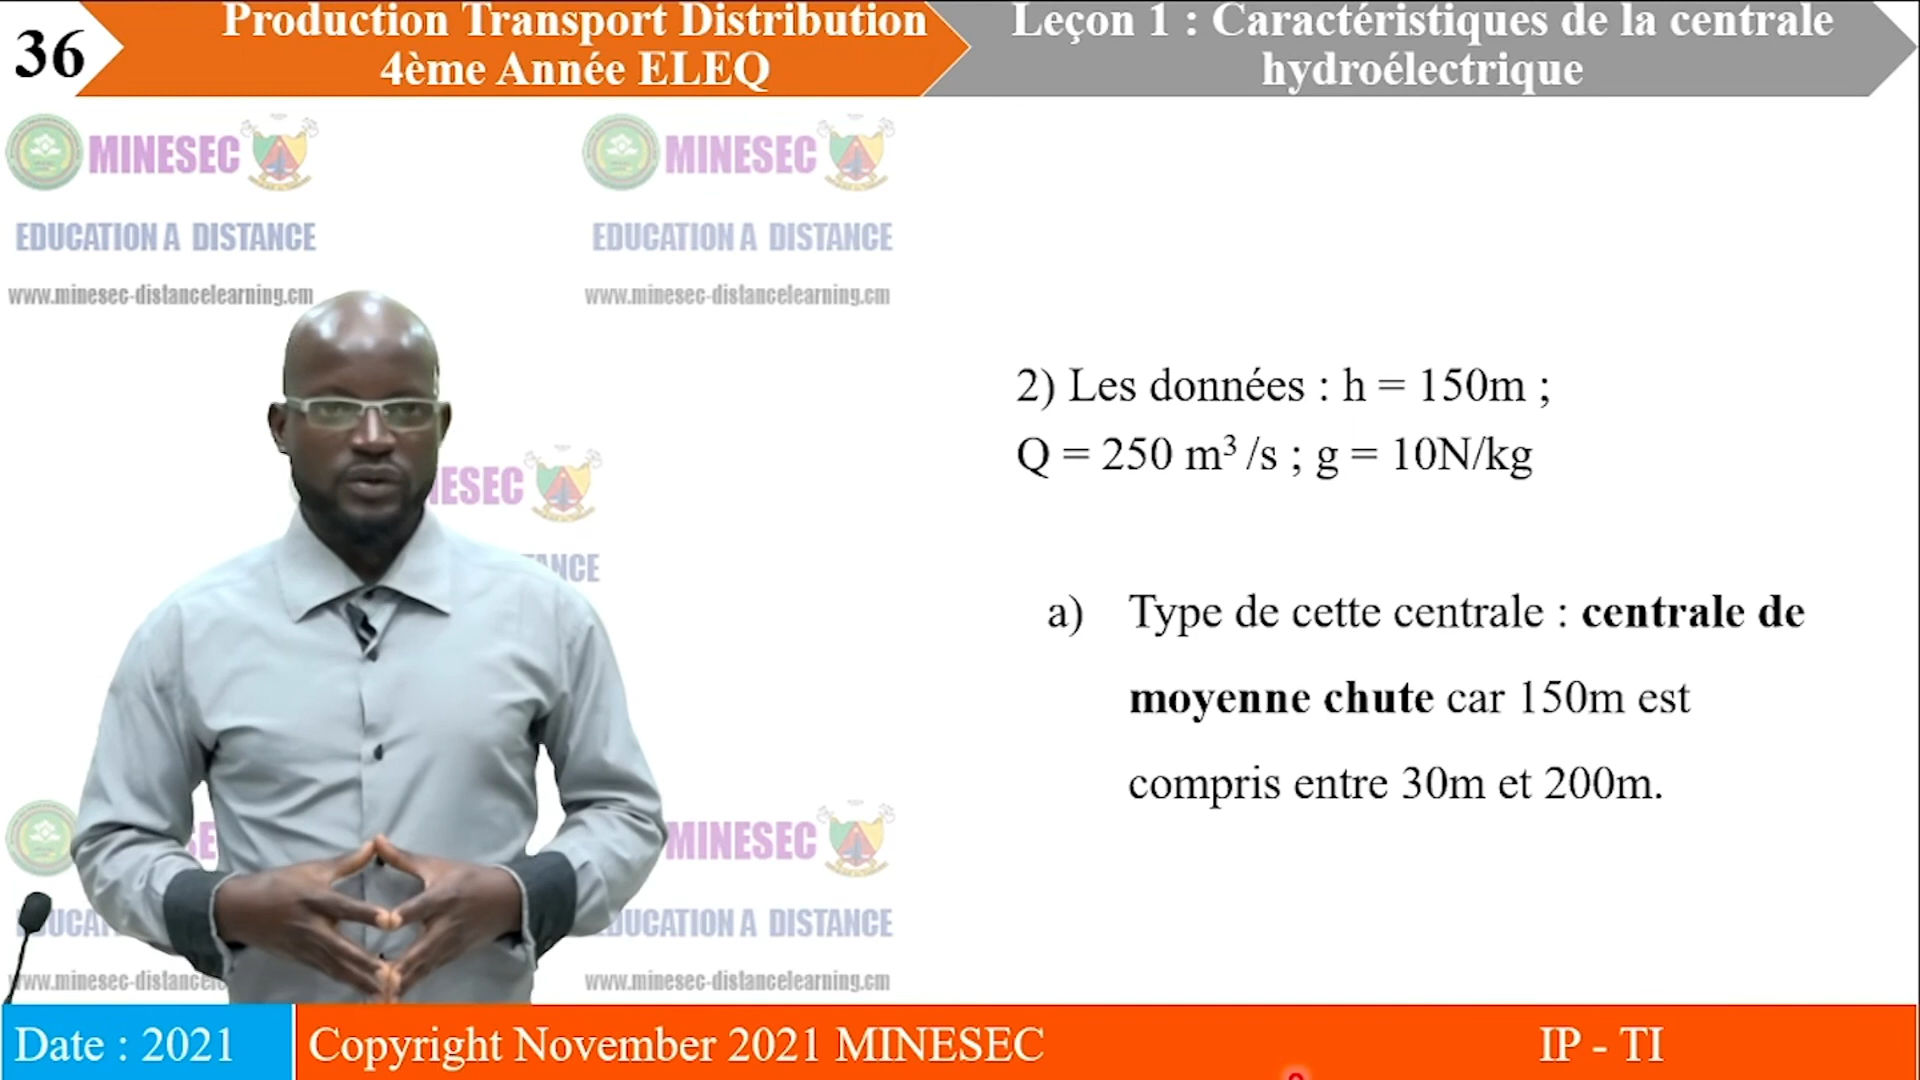 36
Production Transport Distribution
4ème Année ELEQ
Leçon 1 : Caractéristiques de la centrale
hydroélectrique
MINESEC
MINESEC
EDUCATION A DISTANCE
EDUCATION A DISTANCE
www.minesec-distancelearning.cm
www.minesec-distancelearning.cm
2) Les données : h = 150m ;
Q = 250 m³ /s ; g = 10N/kg
a) Type de cette centrale : centrale de
moyenne chute car 150m est
compris entre 30m et 200m.
MINESEC
EDUCATION A DISTANCE
www.minesec-distancelearning.cm
Date : 2021
Copyright November 2021 MINESEC
IP - TI